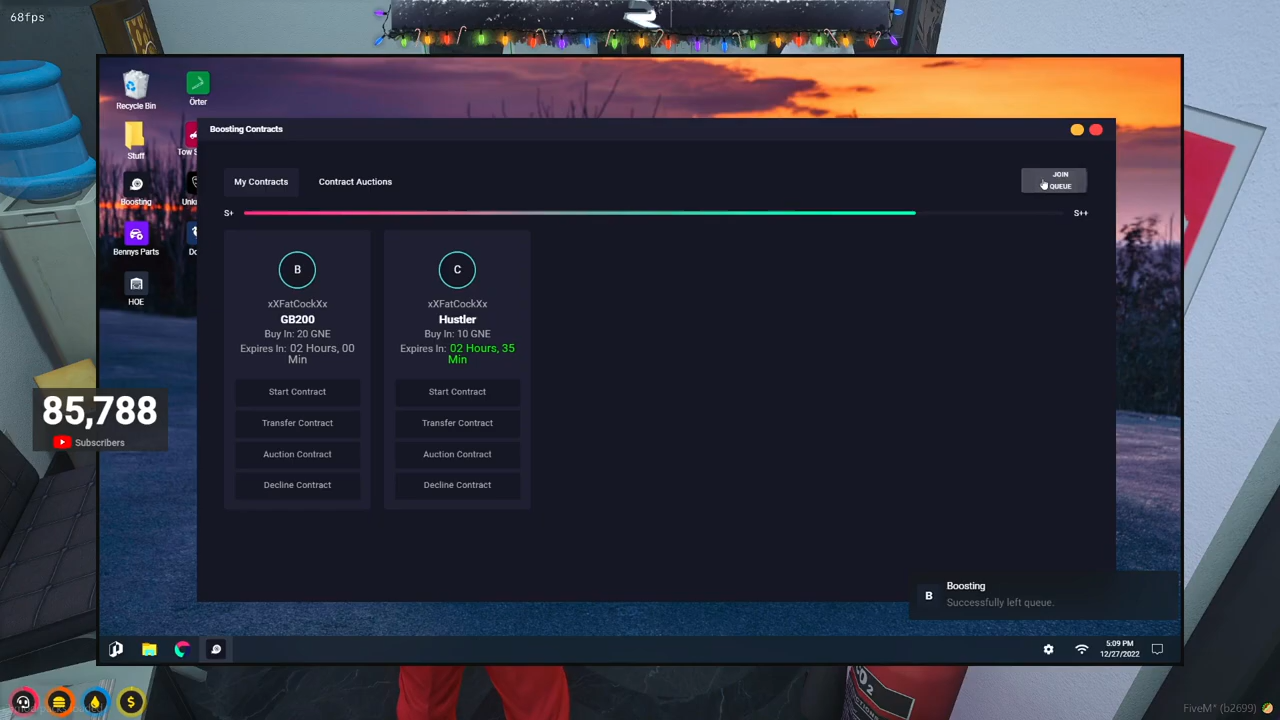 68fps
Recycle Bin
Örter
Stuff
Tow S
Boosting
Unk
Bennys Parts
Do
HOE
Boosting Contracts
My Contracts
Contract Auctions
JOIN
QUEUE
S+
S++
B
xXFatCockXx
GB200
Buy In: 20 GNE
Expires In: 02 Hours, 00
Min
Start Contract
Transfer Contract
Auction Contract
Decline Contract
C
xXFatCockXx
Hustler
Buy In: 10 GNE
Expires In: 02 Hours, 35
Min
Start Contract
Transfer Contract
Auction Contract
Decline Contract
85,788
Subscribers
B
Boosting
Successfully left queue.
5:09 PM
12/27/2022
FiveM* (b2699)